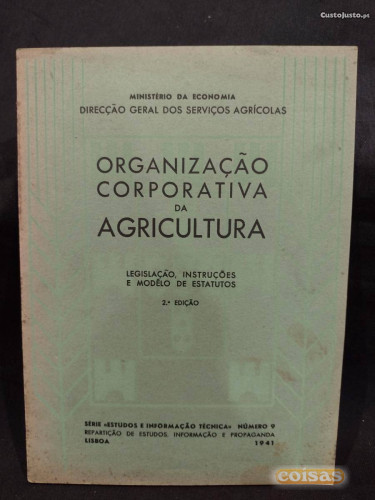 CustoJusto.pt
MINISTÉRIO DA ECONOMIA
DIRECÇÃO GERAL DOS SERVIÇOS AGRÍCOLAS
ORGANIZAÇÃO
CORPORATIVA
DA
AGRICULTURA
LEGISLAÇÃO, INSTRUÇÕES
E MODÊLO DE ESTATUTOS
2.ª EDIÇÃO
SÉRIE «ESTUDOS E INFORMAÇÃO TÉCNICA» NÚMERO 9
REPARTIÇÃO DE ESTUDOS, INFORMAÇÃO E PROPAGANDA
LISBOA 1941
coisas